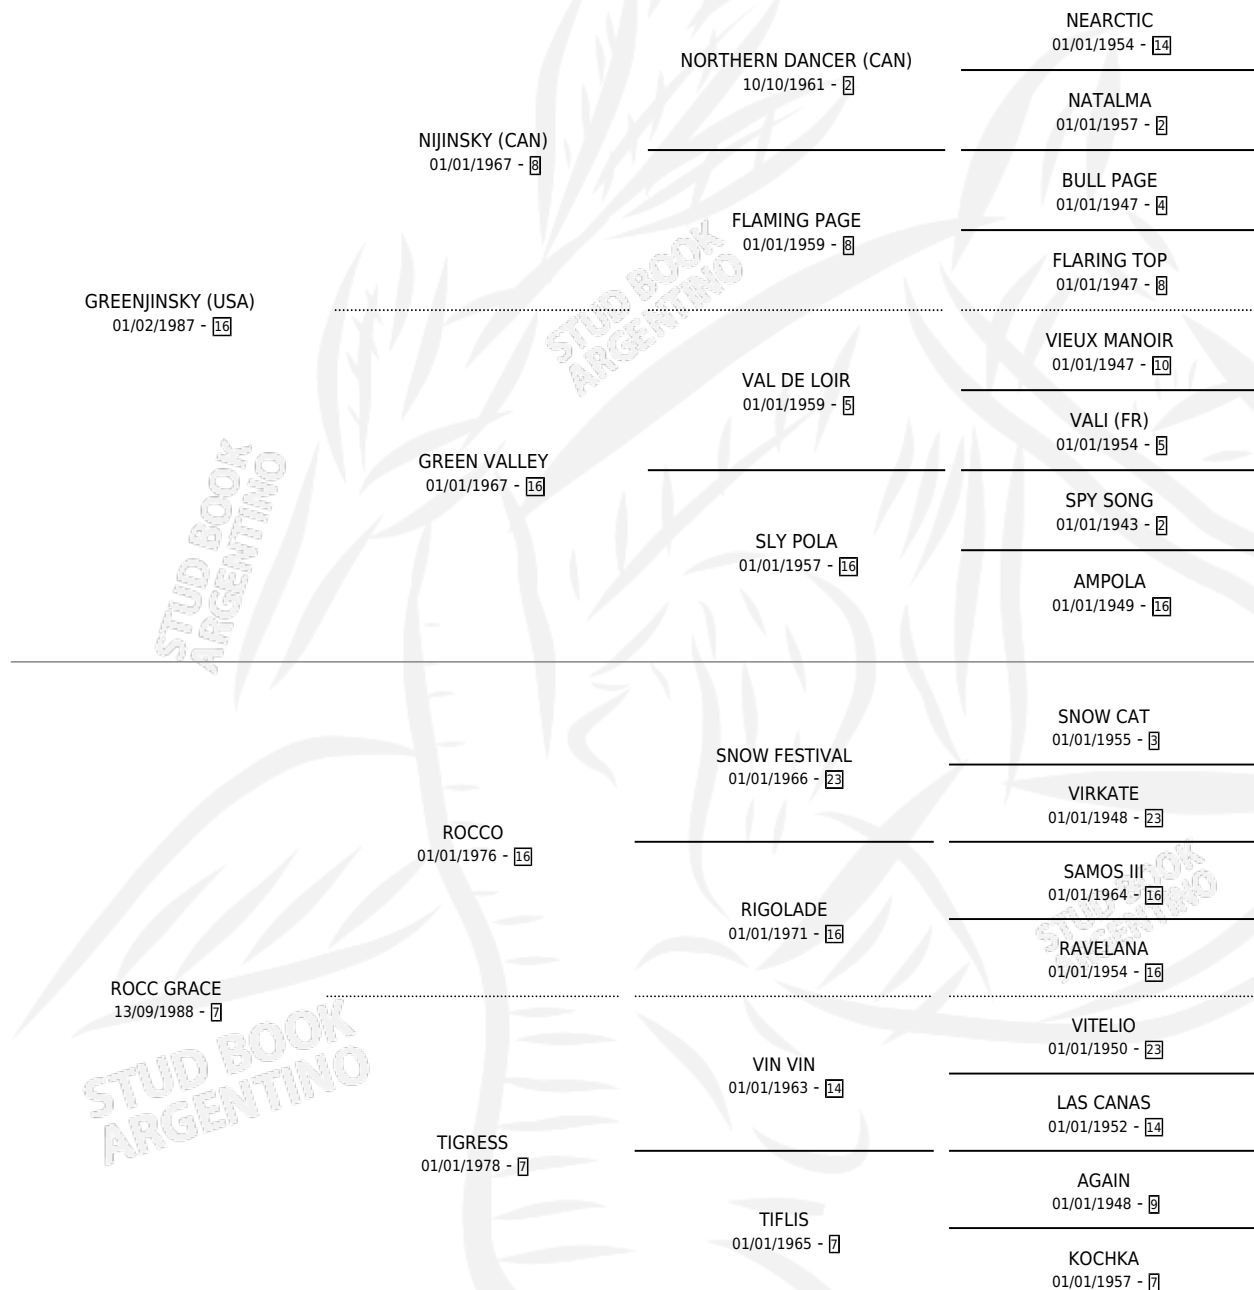 NEARCTIC
01/01/1954 - 14
NORTHERN DANCER (CAN)
10/10/1961 - 2
NATALMA
01/01/1957 - 2
NIJINSKY (CAN)
01/01/1967 - 8
BULL PAGE
01/01/1947 - 4
FLAMING PAGE
01/01/1959 - 8
FLARING TOP
01/01/1947 - 8
GREENJINSKY (USA)
01/02/1987 - 16
STUD BOOK
ARGENTINO
VIEUX MANOIR
01/01/1947 - 10
VAL DE LOIR
01/01/1959 - 5
VALI (FR)
01/01/1954 - 5
GREEN VALLEY
01/01/1967 - 16
SPY SONG
01/01/1943 - 2
SLY POLA
01/01/1957 - 16
AMPOLA
01/01/1949 - 16
STUD BOOK
ARGENTINO
SNOW CAT
01/01/1955 - 3
SNOW FESTIVAL
01/01/1966 - 23
VIRKATE
01/01/1948 - 23
ROCCO
01/01/1976 - 16
SAMOS III
01/01/1964 - 16
RIGOLADE
01/01/1971 - 16
RAVELANA
01/01/1954 - 16
STUD BOOK
ARGENTINO
ROCC GRACE
13/09/1988 - 7
VITELIO
01/01/1950 - 23
VIN VIN
01/01/1963 - 14
LAS CANAS
01/01/1952 - 14
STUD BOOK
ARGENTINO
TIGRESS
01/01/1978 - 7
AGAIN
01/01/1948 - 9
TIFLIS
01/01/1965 - 7
KOCHKA
01/01/1957 - 7